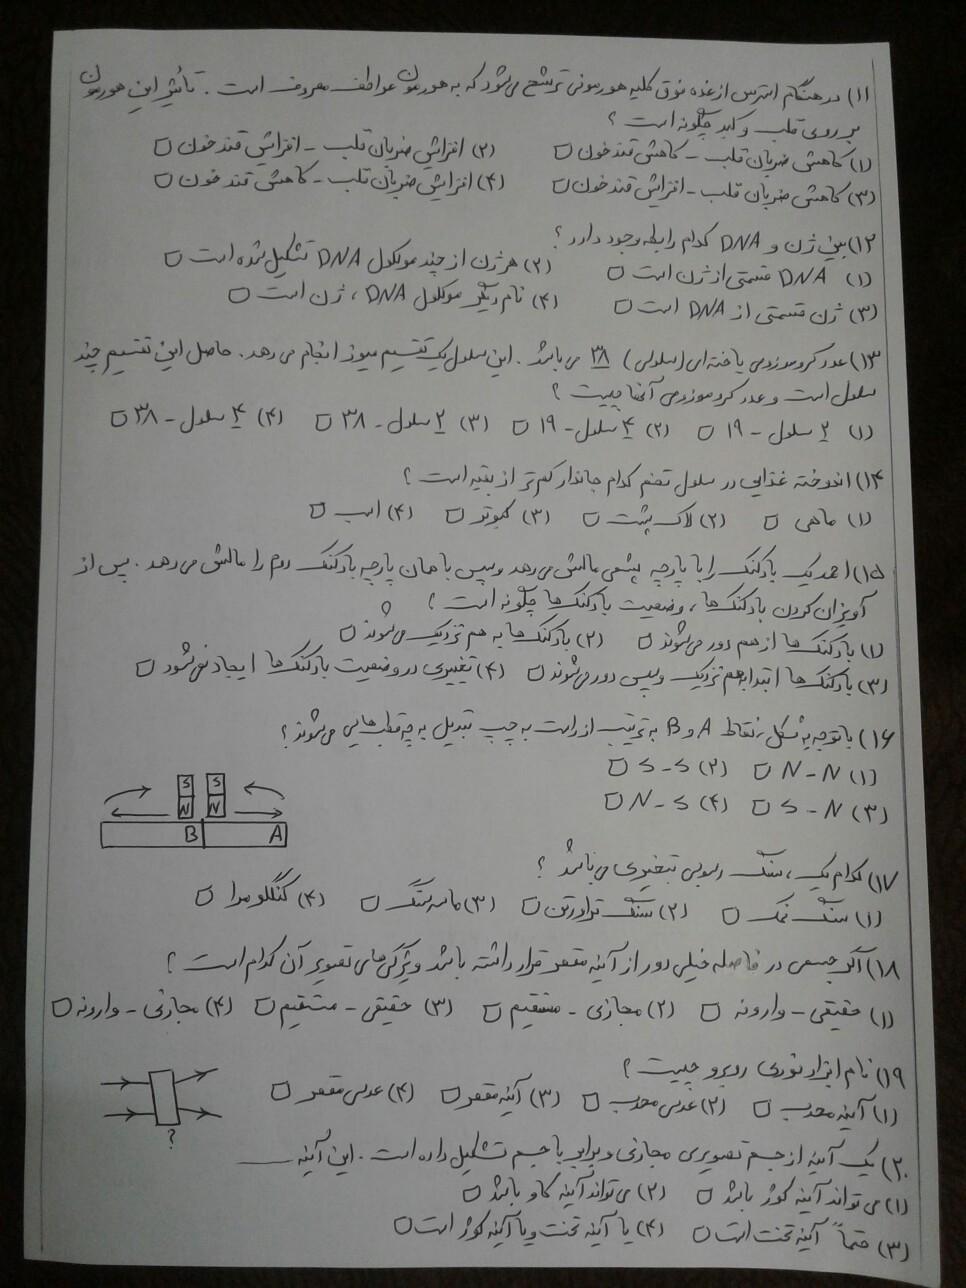 ۱۱) در هنگام استرس از غده فوق کلیه هورمونی ترشح می‌شود که به هورمون عواطف معروف است. تأثیر این هورمون
بر روی قلب و کبد چگونه است؟
۱) کاهش ضربان قلب - کاهش قند خون □ ۲) افزایش ضربان قلب - افزایش قند خون □
۳) کاهش ضربان قلب - افزایش قند خون □ ۴) افزایش ضربان قلب - کاهش قند خون □
۱۲) بین ژن و DNA کدام رابطه وجود دارد؟
۱) DNA قسمتی از ژن است □ ۲) هر ژن از چند مولکول DNA تشکیل شده است □
۳) ژن قسمتی از DNA است □ ۴) نام دیگر مولکول DNA، ژن است □
۱۳) عدد کروموزومی یاخته‌ای (سلولی) ۳۸ می باشد. این سلول یک تقسیم میوز انجام می دهد. حاصل این تقسیم چند
سلول است و عدد کروموزومی آنها چیست؟
۱) ۲ سلول - ۱۹ □ ۲) ۴ سلول - ۱۹ □ ۳) ۲ سلول - ۳۸ □ ۴) ۴ سلول - ۳۸ □
۱۴) اندوخته غذایی در سلول تخم کدام جاندار کم تر از بقیه است؟
۱) ماهی □ ۲) لاک پشت □ ۳) کبوتر □ ۴) اسب □
۱۵) احمد یک بادکنک را با پارچه پشمی مالش می دهد و سپس با همان پارچه بادکنک دوم را مالش می دهد. پس از
آویزان کردن بادکنک ها، وضعیت بادکنک ها چگونه است؟
۱) بادکنک ها از هم دور می شوند □ ۲) بادکنک ها به هم نزدیک می شوند □
۳) بادکنک ها ابتدا بهم نزدیک و سپس دور می شوند □ ۴) تغییری در وضعیت بادکنک ها ایجاد نمی شود □
۱۶) با توجه به شکل، نقاط A و B به ترتیب از راست به چپ تبدیل به چه قطب هایی می شوند؟
۱) N-N □ ۲) S-S □
۳) S-N □ ۴) N-S □
S S
N N
B A
۱۷) کدام یک، سنگ رسوبی تبخیری می باشد؟
۱) سنگ نمک □ ۲) سنگ تراورتن □ ۳) ماسه سنگ □ ۴) کنگلومرا □
۱۸) اگر جسمی در فاصله خیلی دور از آینه مقعر قرار داشته باشد ویژگی های تصویر آن کدام است؟
۱) حقیقی - وارونه □ ۲) مجازی - مستقیم □ ۳) حقیقی - مستقیم □ ۴) مجازی - وارونه □
۱۹) نام ابزار نوری روبرو چیست؟
۱) آینه محدب □ ۲) عدسی محدب □ ۳) آینه مقعر □ ۴) عدسی مقعر □
?
۲۰) یک آینه از جسم تصویری مجازی و برابر با جسم تشکیل داده است. این آینه ____
۱) می تواند آینه کوژ باشد □ ۲) می تواند آینه کاو باشد □
۳) حتماً آینه تخت است □ ۴) یا آینه تخت و یا آینه کوژ است □